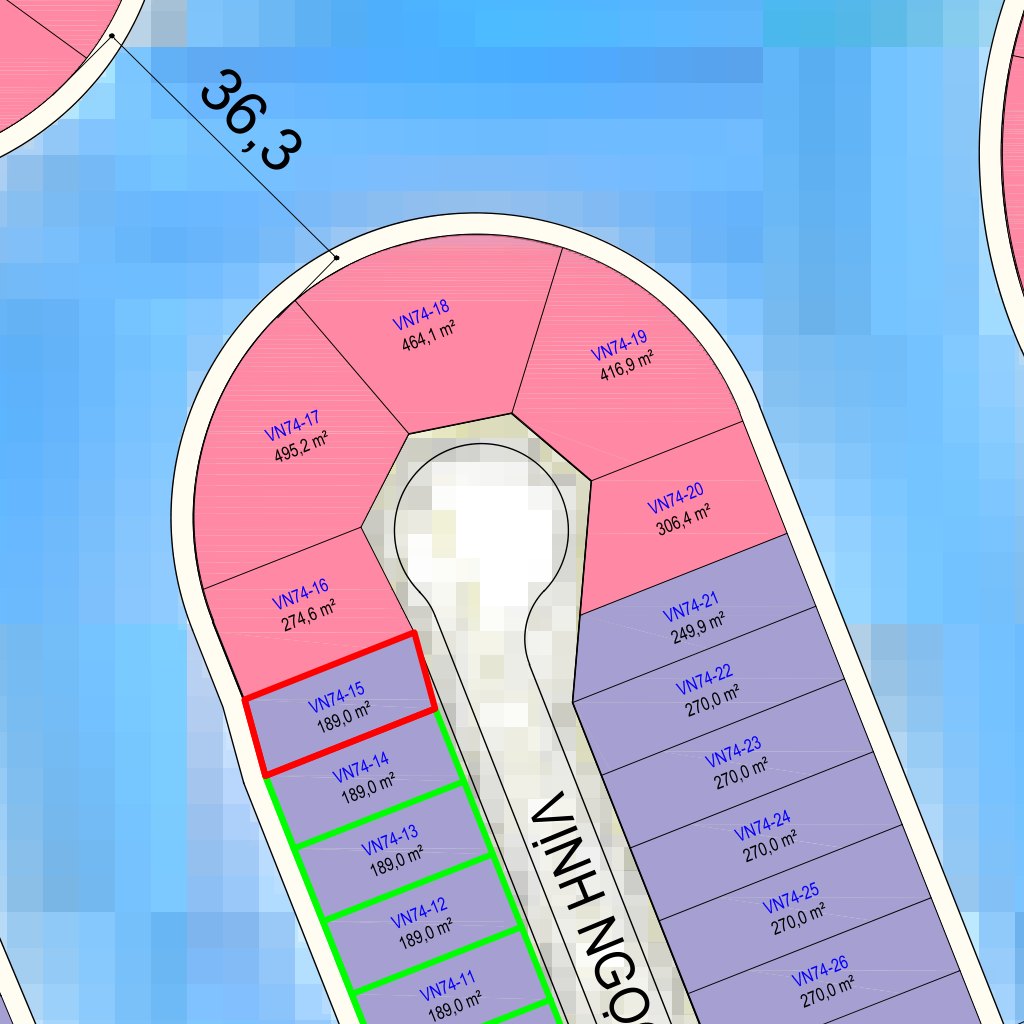 36,3
VN74-18
464,1 m²
VN74-19
416,9 m²
VN74-17
495,2 m²
VN74-20
306,4 m²
VN74-16
274,6 m²
VN74-21
249,9 m²
VN74-15
189,0 m²
VN74-22
270,0 m²
VN74-14
189,0 m²
VN74-23
270,0 m²
VN74-13
189,0 m²
VN74-24
270,0 m²
VN74-12
189,0 m²
VN74-25
270,0 m²
VN74-11
189,0 m²
VN74-26
270,0 m²
VỊNH